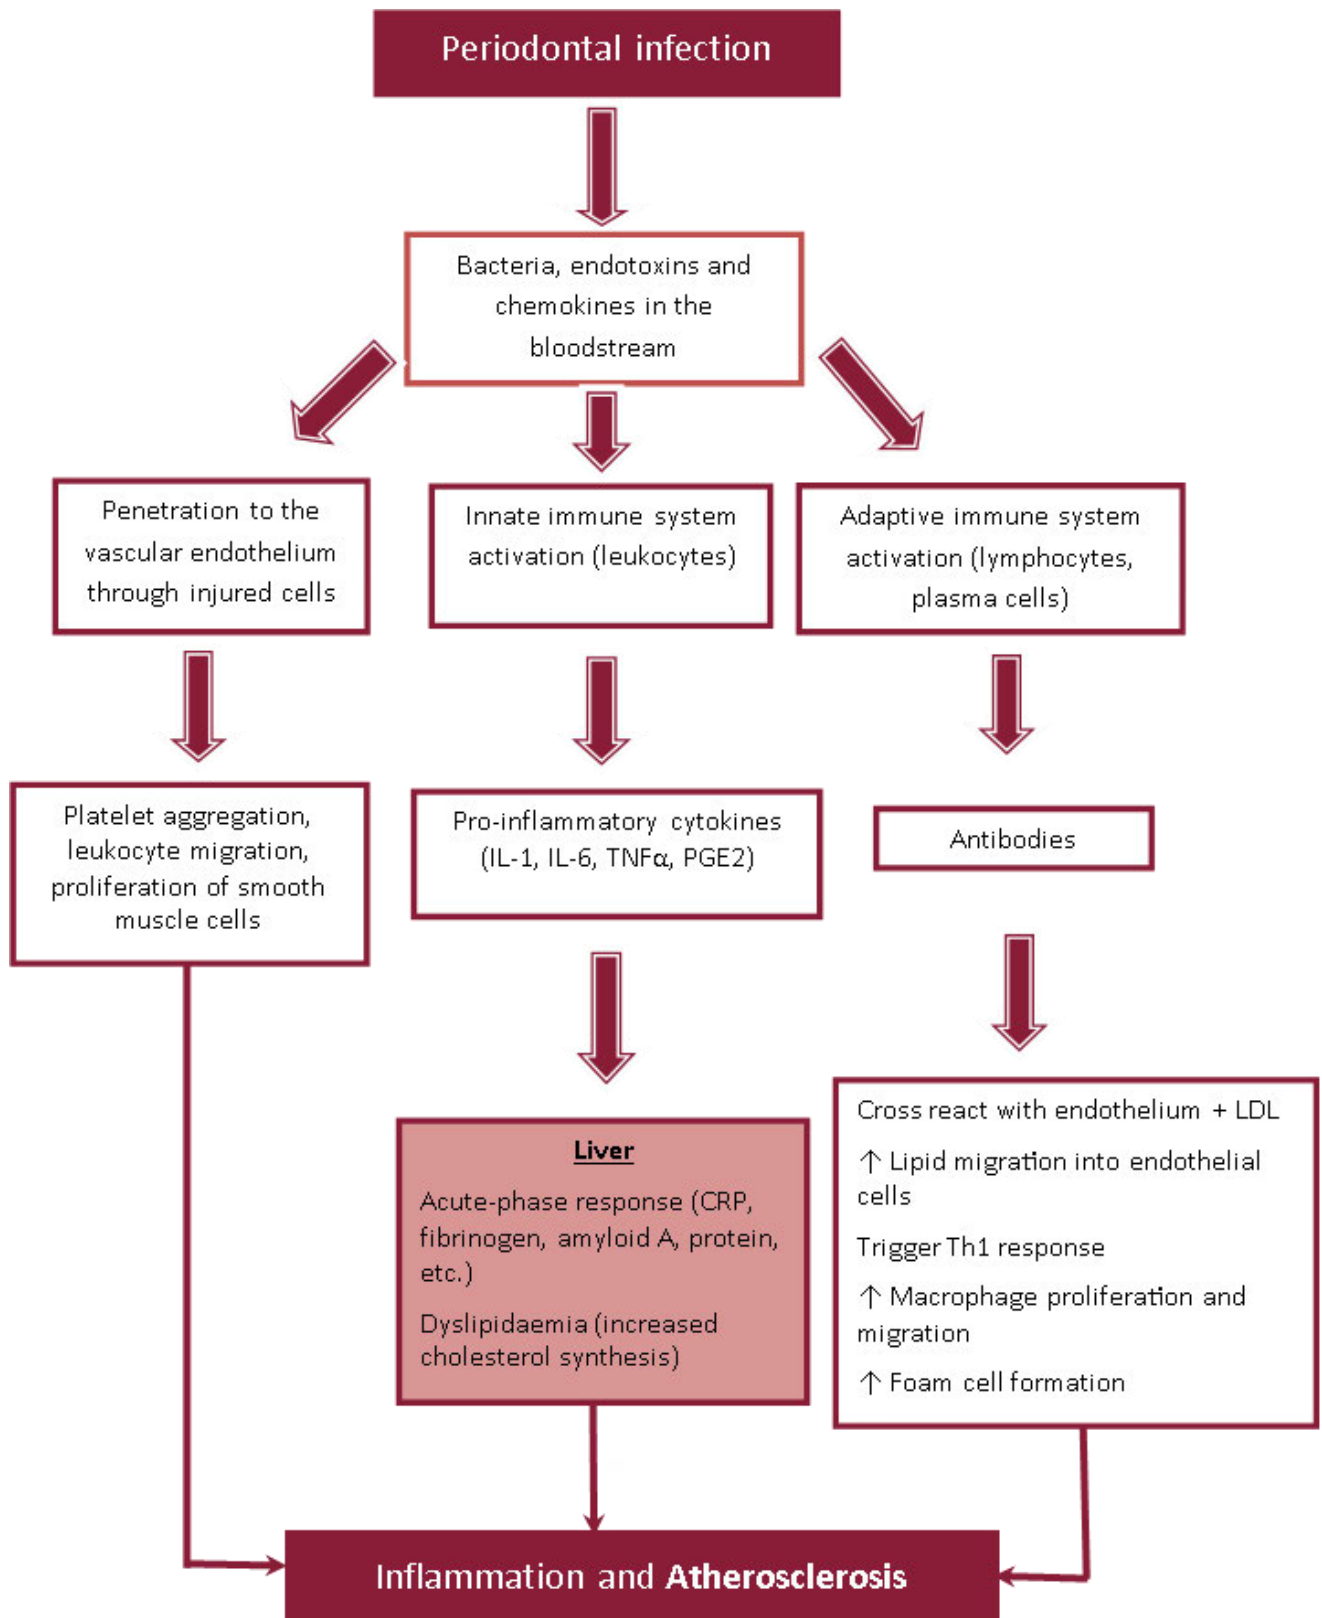 Periodontal infection
Bacteria, endotoxins and
chemokines in the
bloodstream
Penetration to the
vascular endothelium
through injured cells
Innate immune system
activation (leukocytes)
Adaptive immune system
activation (lymphocytes,
plasma cells)
Platelet aggregation,
leukocyte migration,
proliferation of smooth
muscle cells
Pro-inflammatory cytokines
(IL-1, IL-6, TNFα, PGE2)
Antibodies
Liver
Acute-phase response (CRP,
fibrinogen, amyloid A, protein,
etc.)
Dyslipidaemia (increased
cholesterol synthesis)
Cross react with endothelium + LDL
↑ Lipid migration into endothelial
cells
Trigger Th1 response
↑ Macrophage proliferation and
migration
↑ Foam cell formation
Inflammation and Atherosclerosis